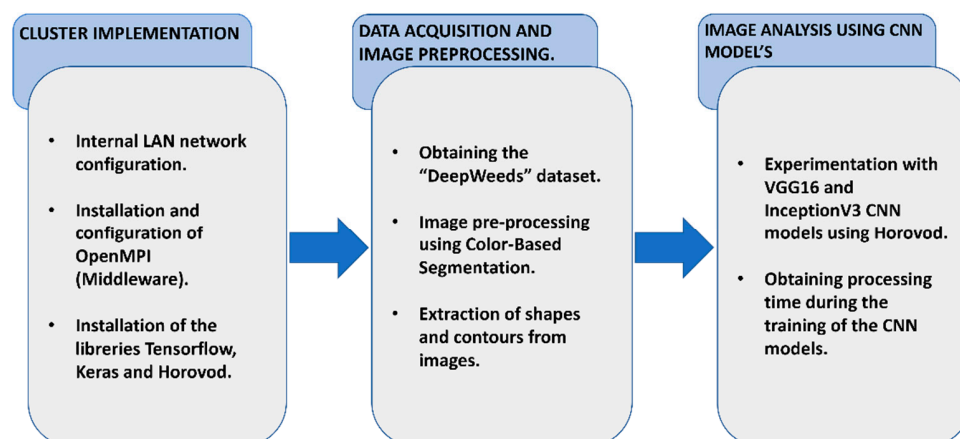 CLUSTER IMPLEMENTATION
• Internal LAN network
configuration.
• Installation and
configuration of
OpenMPI
(Middleware).
• Installation of the
libreries Tensorflow,
Keras and Horovod.
DATA ACQUISITION AND
IMAGE PREPROCESSING.
• Obtaining the
“DeepWeeds” dataset.
• Image pre-processing
using Color-Based
Segmentation.
• Extraction of shapes
and contours from
images.
IMAGE ANALYSIS USING CNN
MODEL’S
• Experimentation with
VGG16 and
InceptionV3 CNN
models using Horovod.
• Obtaining processing
time during the
training of the CNN
models.